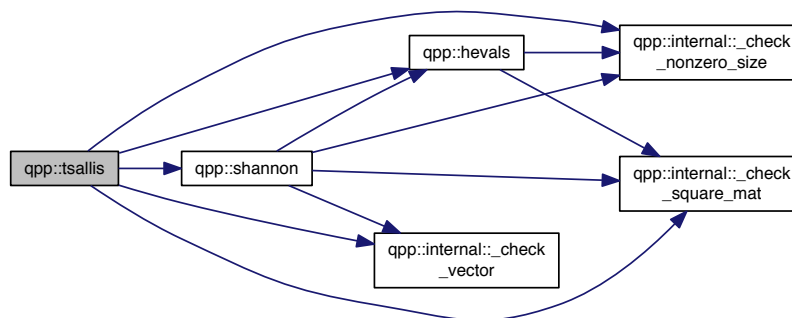 qpp::hevals
qpp::internal::_check
_nonzero_size
qpp::tsallis
qpp::shannon
qpp::internal::_check
_square_mat
qpp::internal::_check
_vector